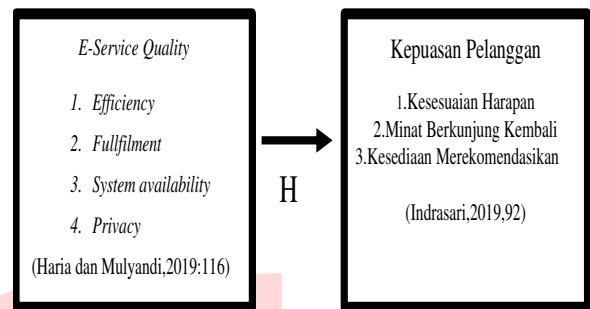 E-Service Quality
1. Efficiency
2. Fullfilment
3. System availability
4. Privacy
(Haria dan Mulyandi,2019:116)
H
Kepuasan Pelanggan
1.Kesesuaian Harapan
2.Minat Berkunjung Kembali
3.Kesediaan Merekomendasikan
(Indrasari,2019,92)